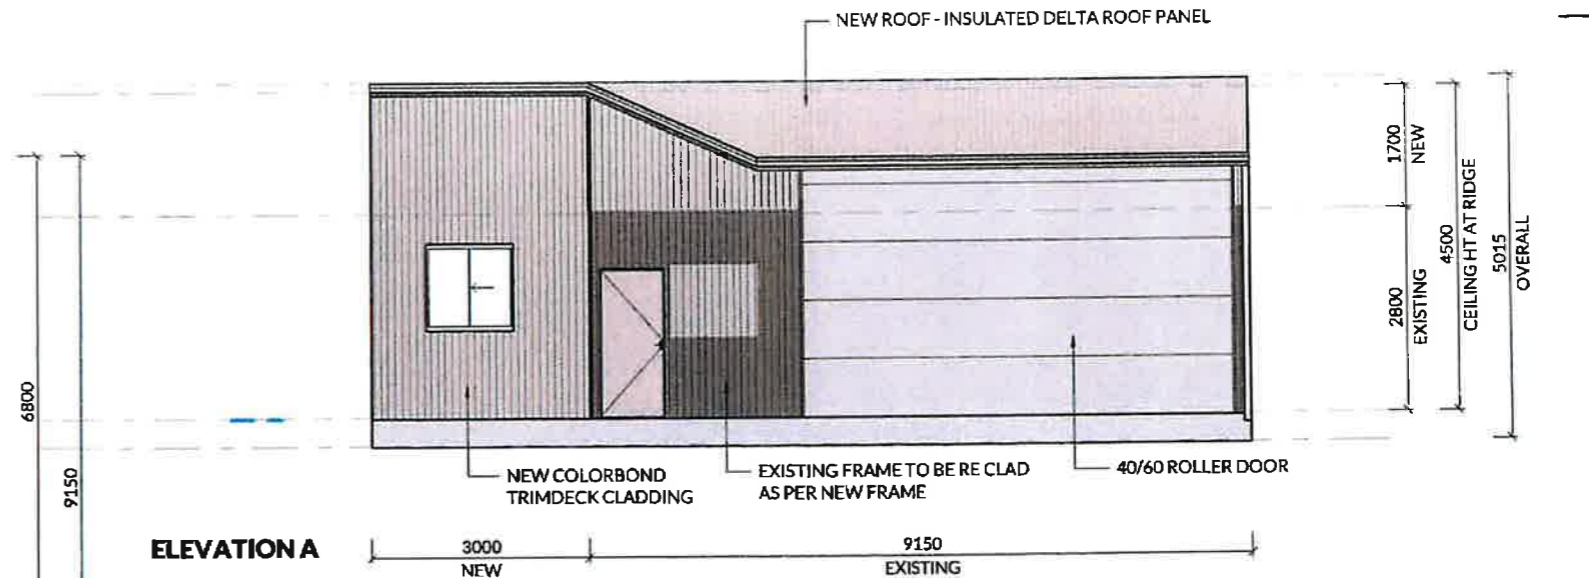 NEW ROOF - INSULATED DELTA ROOF PANEL
1700
NEW
2800
EXISTING
4500
CEILING HT AT RIDGE
5015
OVERALL
6800
9150
NEW COLORBOND
TRIMDECK CLADDING
EXISTING FRAME TO BE RE CLAD
AS PER NEW FRAME
40/60 ROLLER DOOR
ELEVATION A
3000
NEW
9150
EXISTING